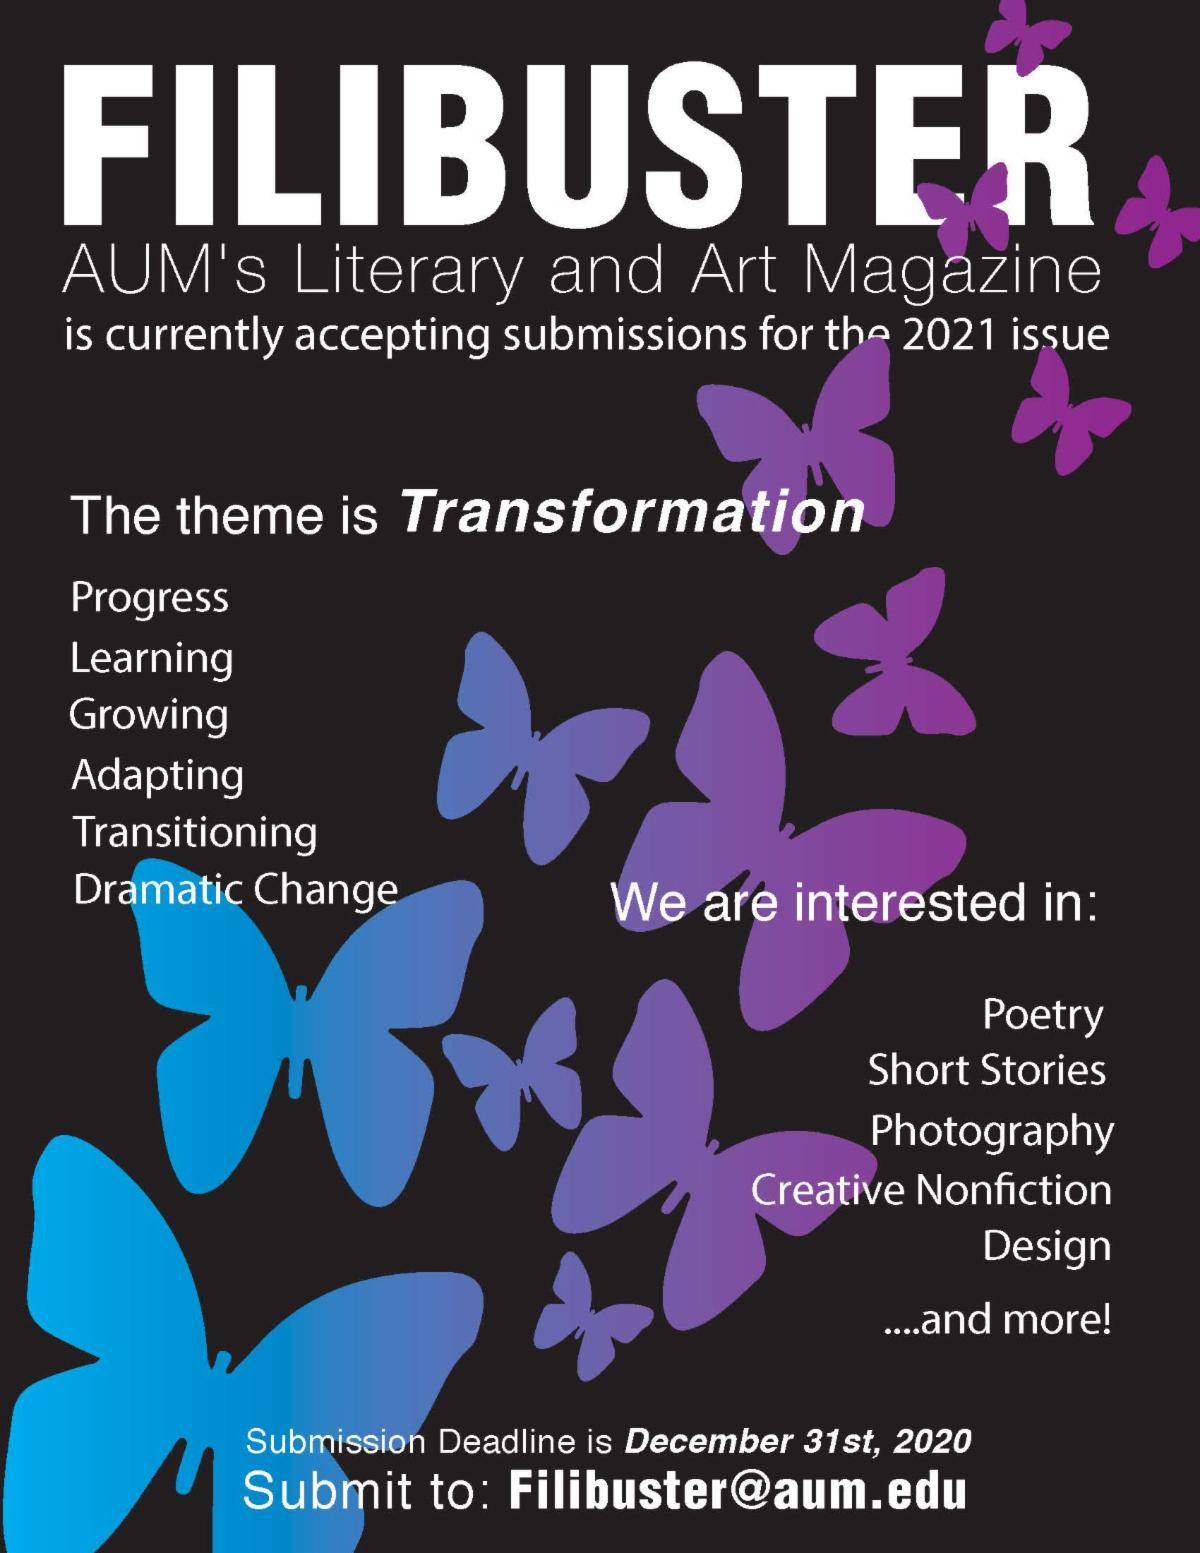 FILIBUSTER
AUM's Literary and Art Magazine
is currently accepting submissions for the 2021 issue
The theme is Transformation
Progress
Learning
Growing
Adapting
Transitioning
Dramatic Change
We are interested in:
Poetry
Short Stories
Photography
Creative Nonfiction
Design
....and more!
Submission Deadline is December 31st, 2020
Submit to: Filibuster@aum.edu